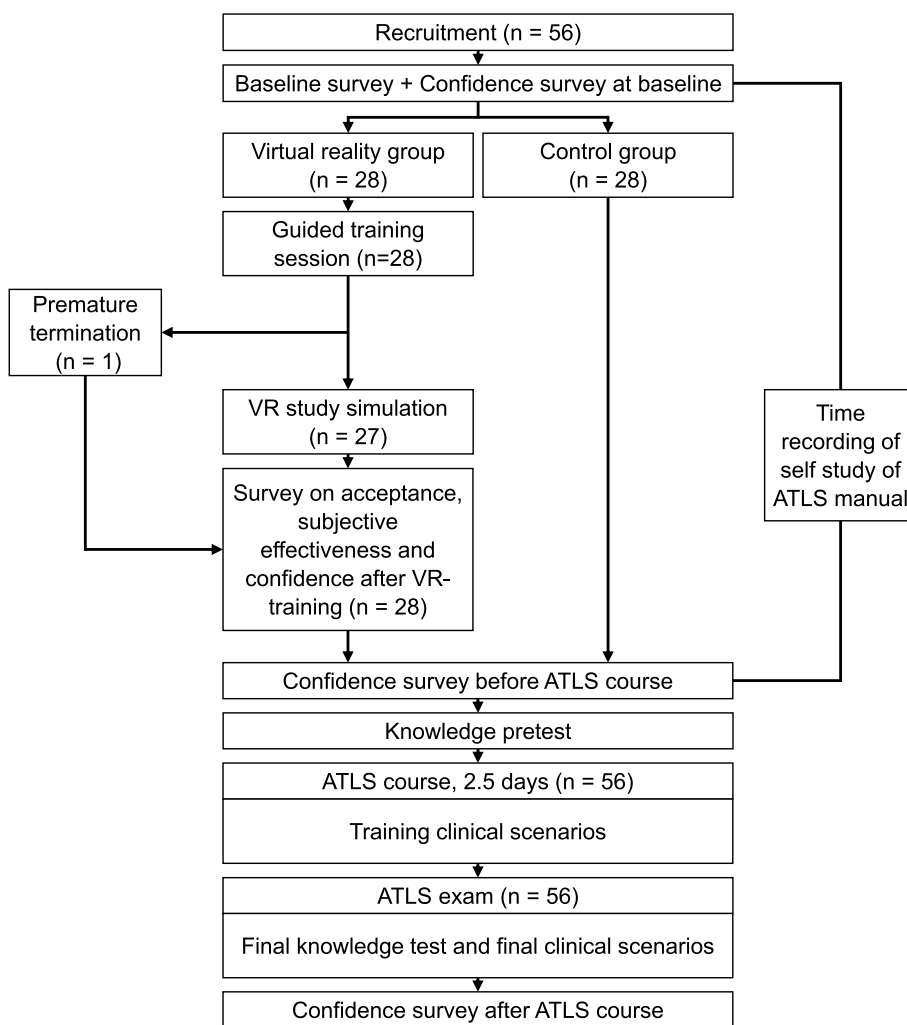 Recruitment (n = 56)
Baseline survey + Confidence survey at baseline
Virtual reality group
(n = 28)
Control group
(n = 28)
Guided training
session (n=28)
Premature
termination
(n = 1)
VR study simulation
(n = 27)
Time
recording of
self study of
ATLS manual
Survey on acceptance,
subjective
effectiveness and
confidence after VR-
training (n = 28)
Confidence survey before ATLS course
Knowledge pretest
ATLS course, 2.5 days (n = 56)
Training clinical scenarios
ATLS exam (n = 56)
Final knowledge test and final clinical scenarios
Confidence survey after ATLS course